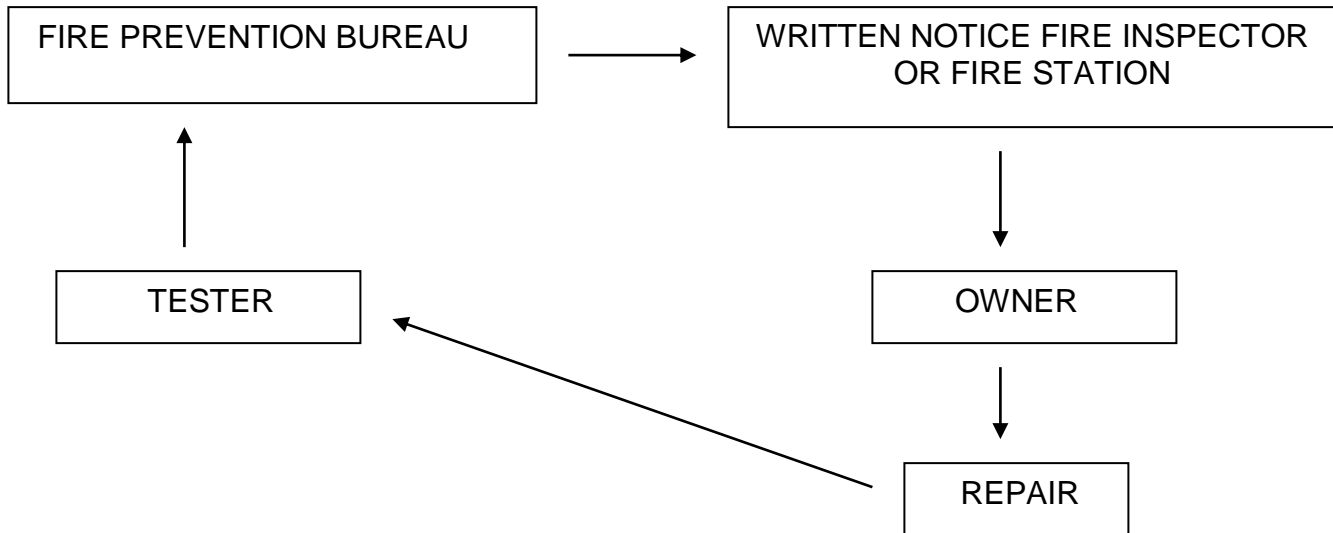 FIRE PREVENTION BUREAU
WRITTEN NOTICE FIRE INSPECTOR
OR FIRE STATION
TESTER
OWNER
REPAIR